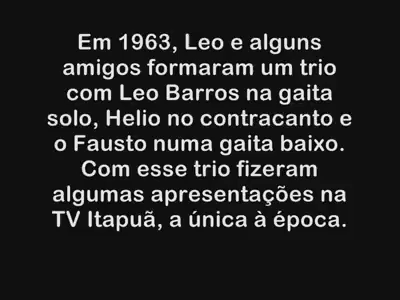 Em 1963, Leo e alguns
amigos formaram um trio
com Leo Barros na gaita
solo, Helio no contracanto e
o Fausto numa gaita baixo.
Com esse trio fizeram
algumas apresentações na
TV Itapuã, a única à época.